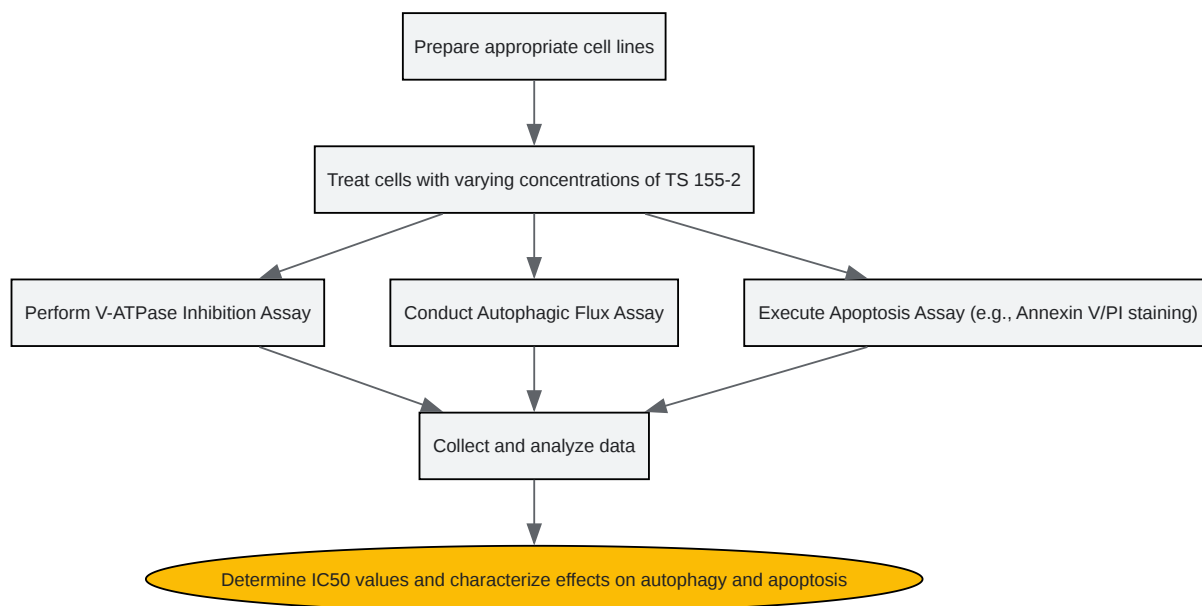 Prepare appropriate cell lines
Treat cells with varying concentrations of TS 155-2
Perform V-ATPase Inhibition Assay
Conduct Autophagic Flux Assay
Execute Apoptosis Assay (e.g., Annexin V/PI staining)
Collect and analyze data
Determine IC50 values and characterize effects on autophagy and apoptosis